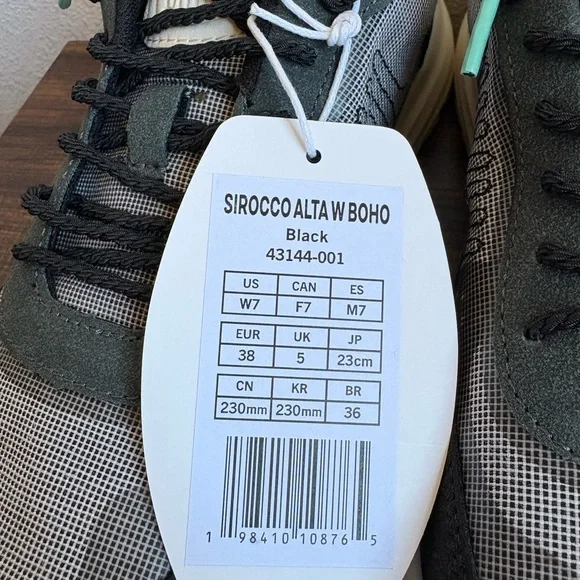 SIROCCO ALTA W BOHO
Black
43144-001
US CAN ES
W7 F7 M7
EUR UK JP
38 5 23cm
CN KR BR
230mm 230mm 36
1 98410 10876 5